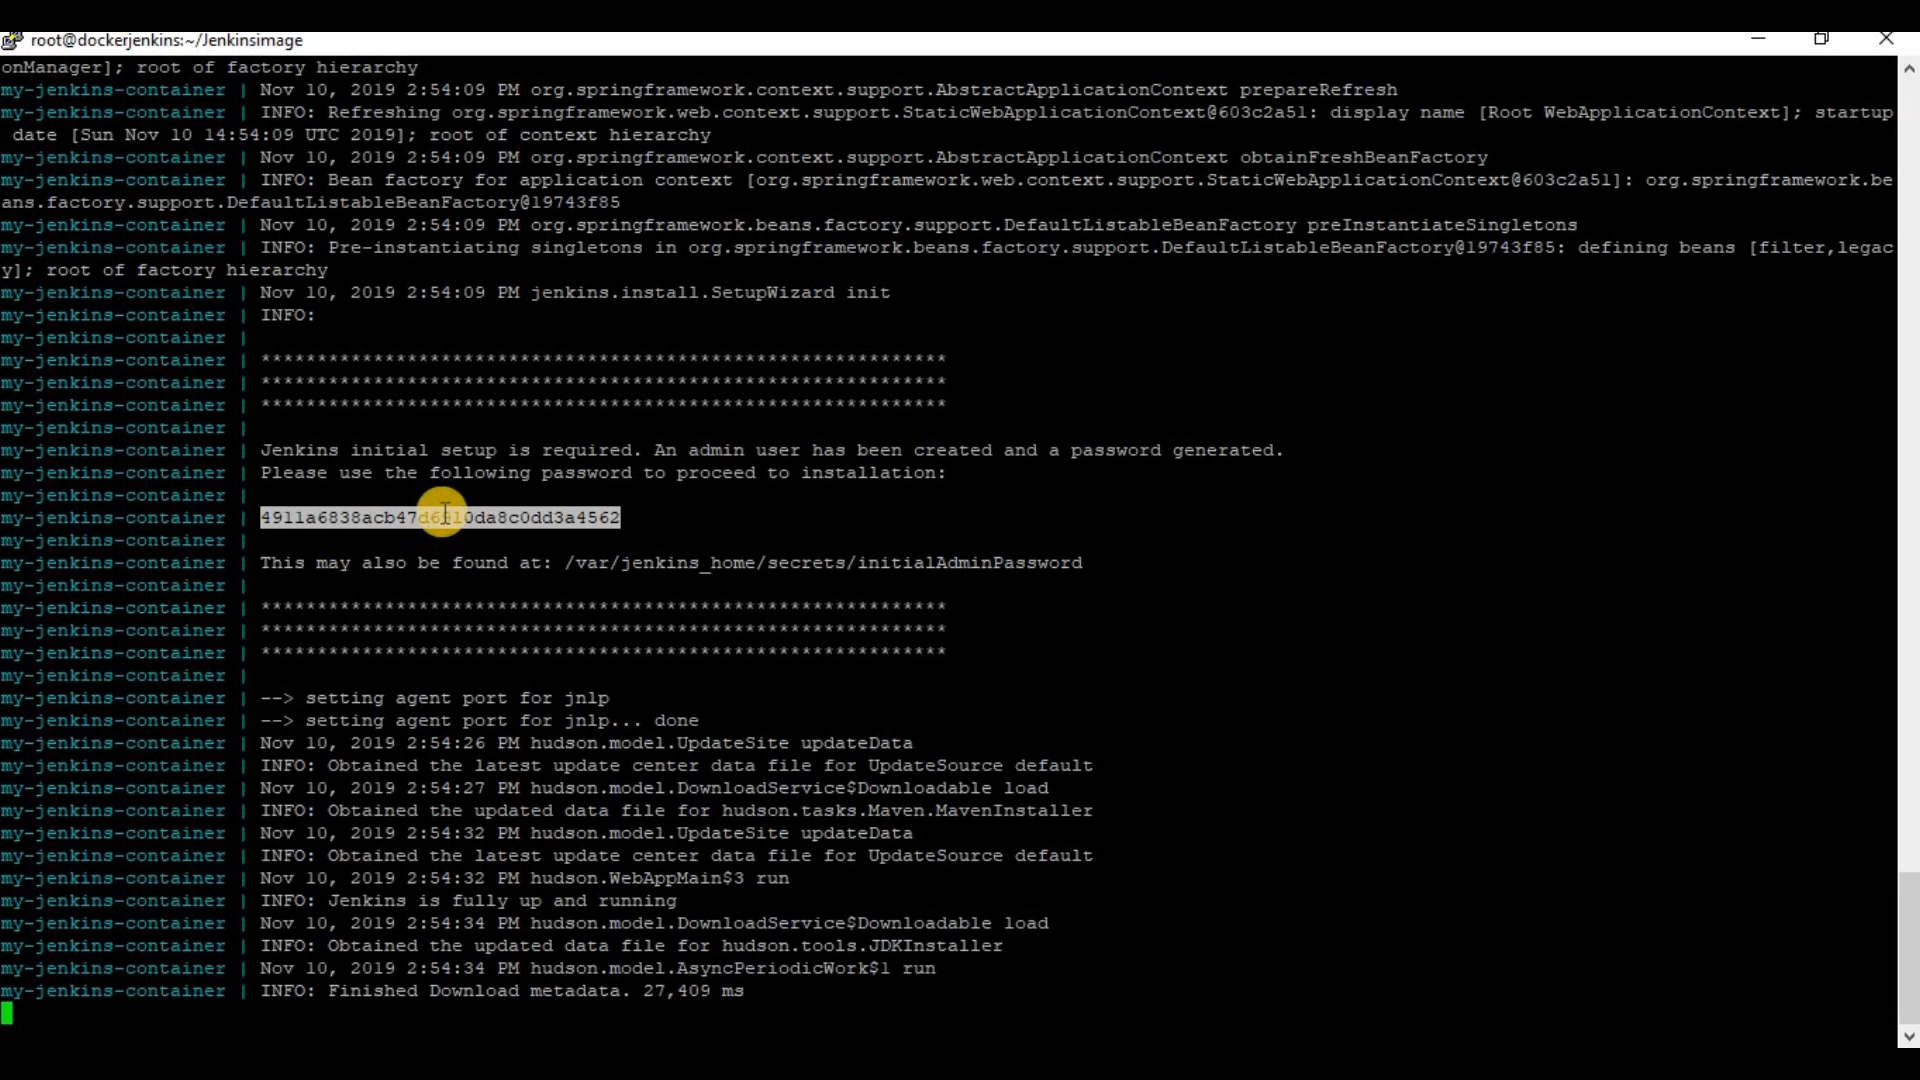 root@dockerjenkins:~/Jenkinsimage
onManager]; root of factory hierarchy
my-jenkins-container | Nov 10, 2019 2:54:09 PM org.springframework.context.support.AbstractApplicationContext prepareRefresh
my-jenkins-container | INFO: Refreshing org.springframework.web.context.support.StaticWebApplicationContext@603c2a51: display name [Root WebApplicationContext]; startup
date [Sun Nov 10 14:54:09 UTC 2019]; root of context hierarchy
my-jenkins-container | Nov 10, 2019 2:54:09 PM org.springframework.context.support.AbstractApplicationContext obtainFreshBeanFactory
my-jenkins-container | INFO: Bean factory for application context [org.springframework.web.context.support.StaticWebApplicationContext@603c2a51]: org.springframework.be
ans.factory.support.DefaultListableBeanFactory@19743f85
my-jenkins-container | Nov 10, 2019 2:54:09 PM org.springframework.beans.factory.support.DefaultListableBeanFactory preInstantiateSingletons
my-jenkins-container | INFO: Pre-instantiating singletons in org.springframework.beans.factory.support.DefaultListableBeanFactory@19743f85: defining beans [filter,legac
y]; root of factory hierarchy
my-jenkins-container | Nov 10, 2019 2:54:09 PM jenkins.install.SetupWizard init
my-jenkins-container | INFO:
my-jenkins-container |
my-jenkins-container | *************************************************************
my-jenkins-container | *************************************************************
my-jenkins-container | *************************************************************
my-jenkins-container |
my-jenkins-container | Jenkins initial setup is required. An admin user has been created and a password generated.
my-jenkins-container | Please use the following password to proceed to installation:
my-jenkins-container |
my-jenkins-container |
my-jenkins-container |
my-jenkins-container | This may also be found at: /var/jenkins_home/secrets/initialAdminPassword
my-jenkins-container |
my-jenkins-container | *************************************************************
my-jenkins-container | *************************************************************
my-jenkins-container | *************************************************************
my-jenkins-container |
my-jenkins-container | --> setting agent port for jnlp
my-jenkins-container | --> setting agent port for jnlp... done
my-jenkins-container | Nov 10, 2019 2:54:26 PM hudson.model.UpdateSite updateData
my-jenkins-container | INFO: Obtained the latest update center data file for UpdateSource default
my-jenkins-container | Nov 10, 2019 2:54:27 PM hudson.model.DownloadService$Downloadable load
my-jenkins-container | INFO: Obtained the updated data file for hudson.tasks.Maven.MavenInstaller
my-jenkins-container | Nov 10, 2019 2:54:32 PM hudson.model.UpdateSite updateData
my-jenkins-container | INFO: Obtained the latest update center data file for UpdateSource default
my-jenkins-container | Nov 10, 2019 2:54:32 PM hudson.WebAppMain$3 run
my-jenkins-container | INFO: Jenkins is fully up and running
my-jenkins-container | Nov 10, 2019 2:54:34 PM hudson.model.DownloadService$Downloadable load
my-jenkins-container | INFO: Obtained the updated data file for hudson.tools.JDKInstaller
my-jenkins-container | Nov 10, 2019 2:54:34 PM hudson.model.AsyncPeriodicWork$1 run
my-jenkins-container | INFO: Finished Download metadata. 27,409 ms